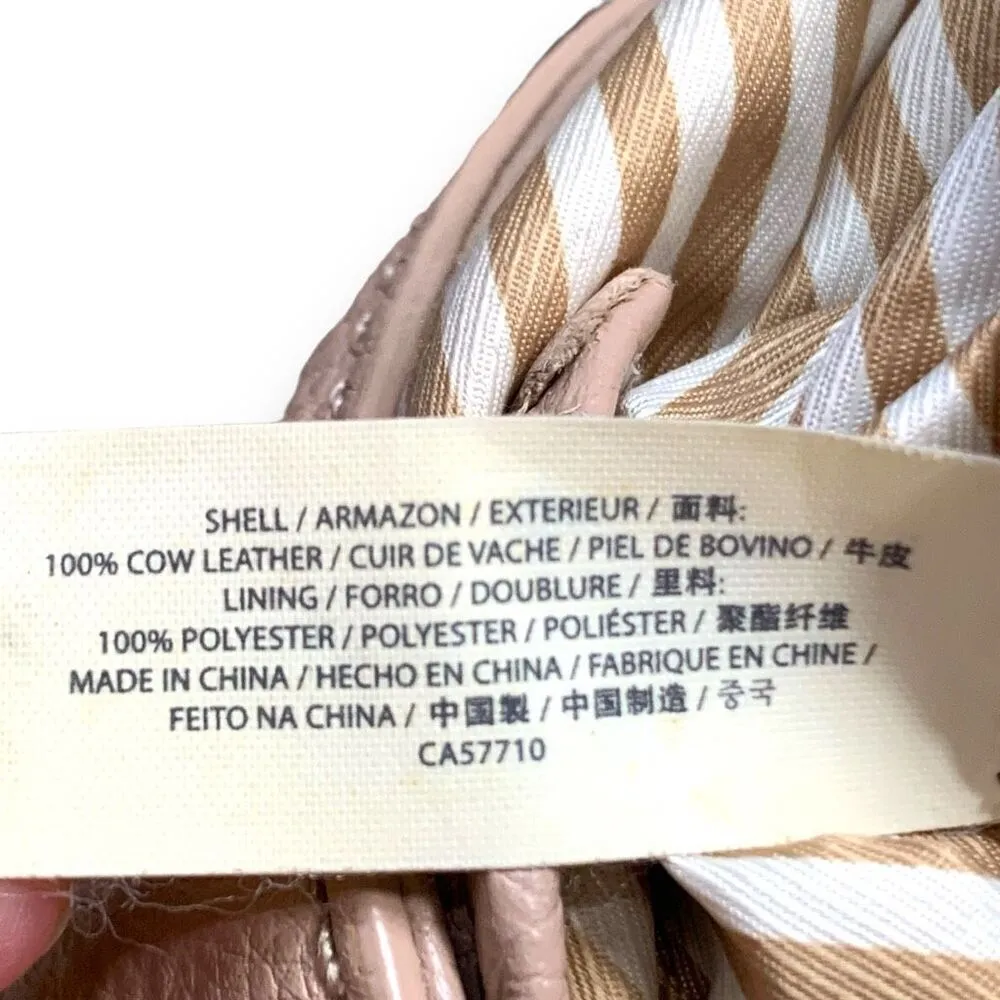 SHELL / ARMAZON / EXTERIEUR / 面料:
100% COW LEATHER / CUIR DE VACHE / PIEL DE BOVINO / 牛皮
LINING / FORRO / DOUBLURE / 里料:
100% POLYESTER / POLYESTER / POLIÉSTER / 聚酯纤维
MADE IN CHINA / HECHO EN CHINA / FABRIQUE EN CHINE /
FEITO NA CHINA / 中国製 / 中国制造 / 중국
CA57710